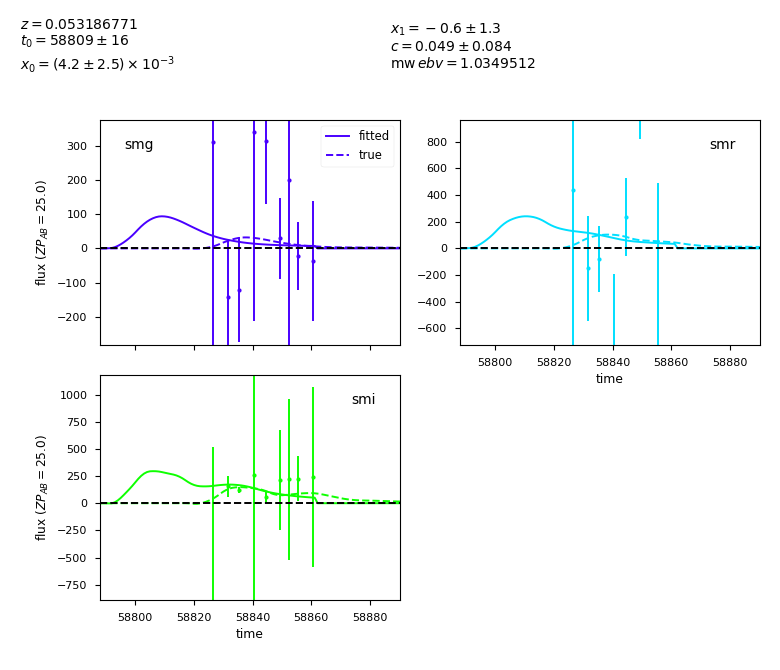 z = 0.053186771
t₀ = 58809 ± 16
x₀ = (4.2 ± 2.5) × 10⁻³
x₁ = −0.6 ± 1.3
c = 0.049 ± 0.084
mw ebv = 1.0349512
smg
fitted
true
300
200
100
0
−100
−200
flux (ZP_AB = 25.0)
smr
800
600
400
200
0
−200
−400
−600
58800 58820 58840 58860 58880
time
smi
1000
750
500
250
0
−250
−500
−750
flux (ZP_AB = 25.0)
58800 58820 58840 58860 58880
time